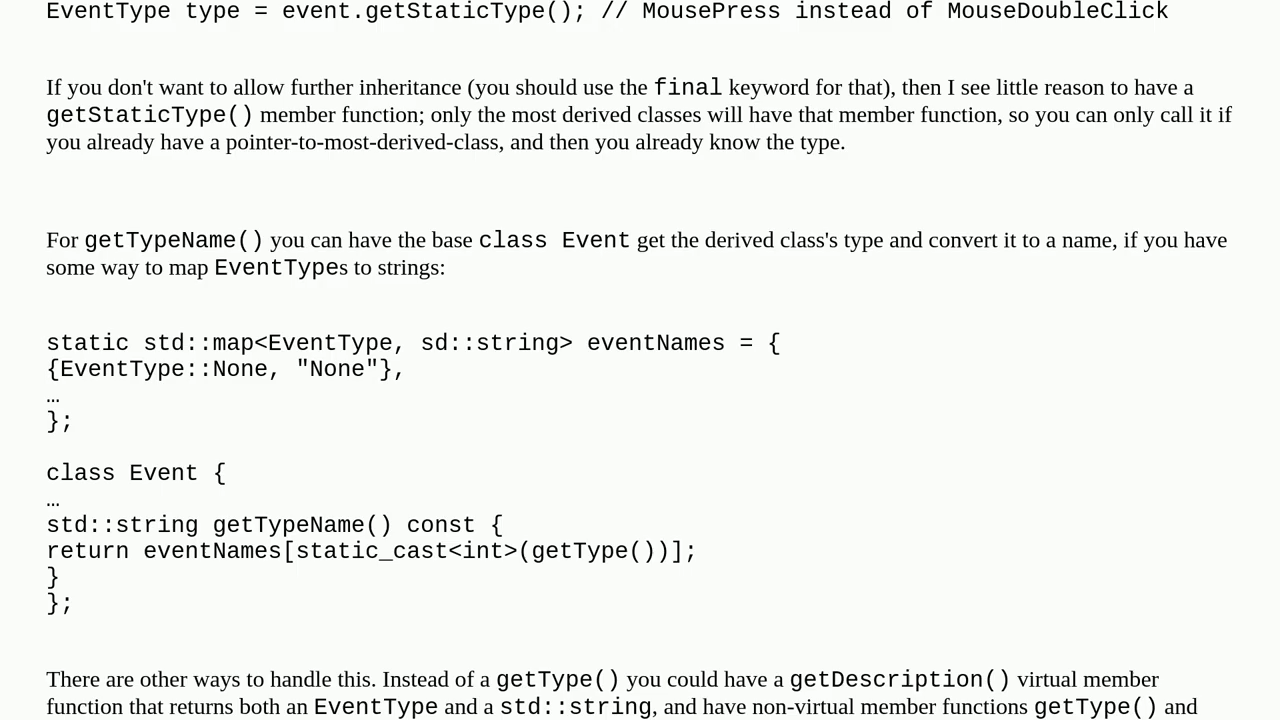 EventType type = event.getStaticType(); // MousePress instead of MouseDoubleClick
If you don't want to allow further inheritance (you should use the final keyword for that), then I see little reason to have a
getStaticType() member function; only the most derived classes will have that member function, so you can only call it if
you already have a pointer-to-most-derived-class, and then you already know the type.
For getTypeName() you can have the base class Event get the derived class's type and convert it to a name, if you have
some way to map EventTypes to strings:
static std::map<EventType, sd::string> eventNames = {
{EventType::None, "None"},
…
};
class Event {
…
std::string getTypeName() const {
return eventNames[static_cast<int>(getType())];
}
};
There are other ways to handle this. Instead of a getType() you could have a getDescription() virtual member
function that returns both an EventType and a std::string, and have non-virtual member functions getType() and